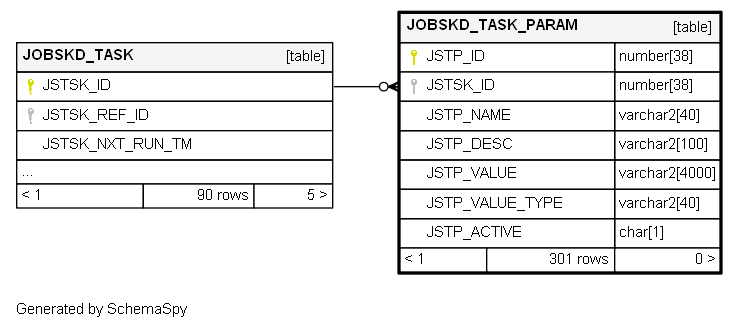 JOBSKD_TASK [table]
JSTSK_ID
JSTSK_REF_ID
JSTSK_NXT_RUN_TM
...
< 1 90 rows 5 >
JOBSKD_TASK_PARAM [table]
JSTP_ID number[38]
JSTSK_ID number[38]
JSTP_NAME varchar2[40]
JSTP_DESC varchar2[100]
JSTP_VALUE varchar2[4000]
JSTP_VALUE_TYPE varchar2[40]
JSTP_ACTIVE char[1]
< 1 301 rows 0 >
Generated by SchemaSpy